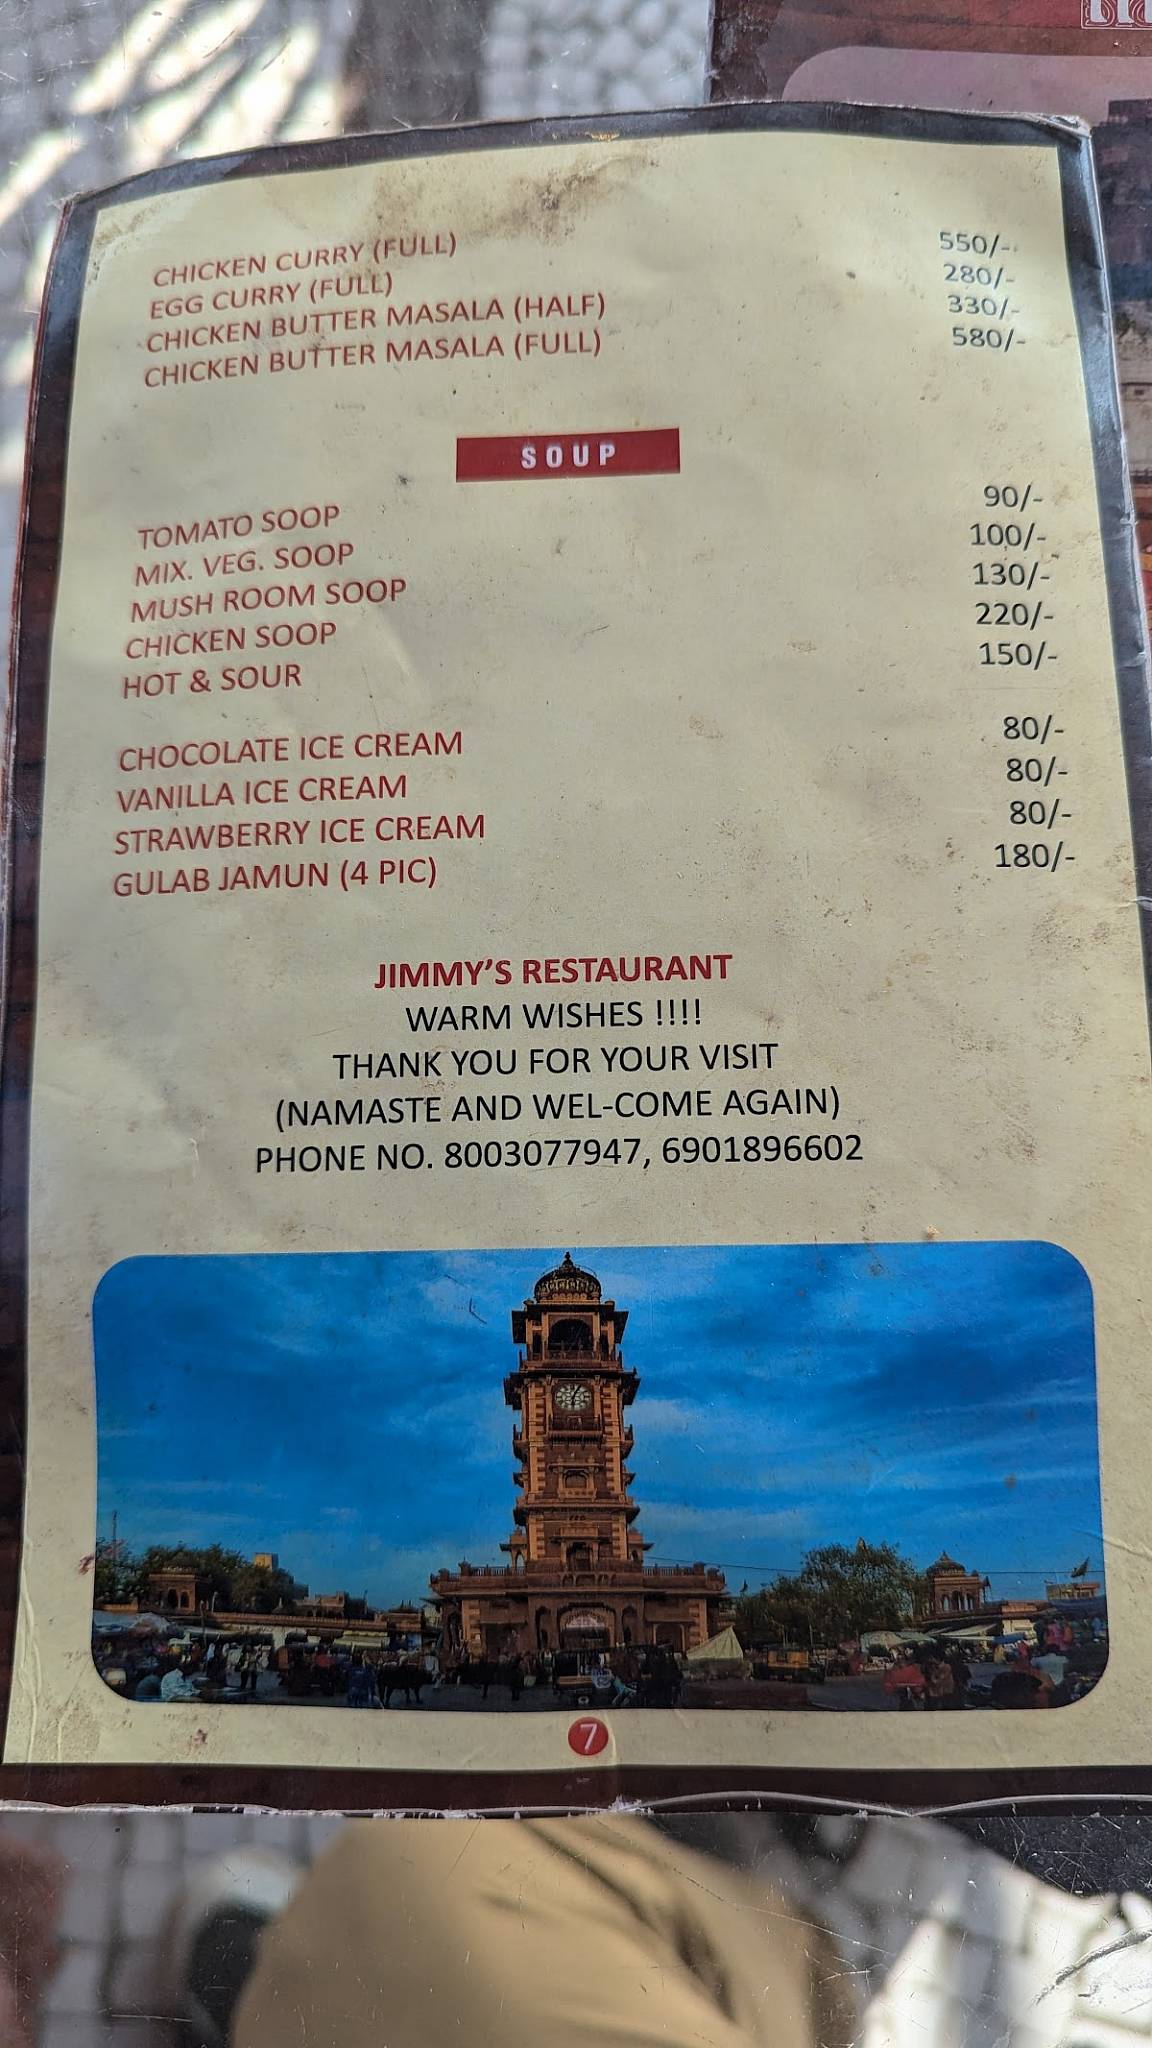 CHICKEN CURRY (FULL) 550/-
EGG CURRY (FULL) 280/-
CHICKEN BUTTER MASALA (HALF) 330/-
CHICKEN BUTTER MASALA (FULL) 580/-
SOUP
TOMATO SOOP 90/-
MIX. VEG. SOOP 100/-
MUSH ROOM SOOP 130/-
CHICKEN SOOP 220/-
HOT & SOUR 150/-
CHOCOLATE ICE CREAM 80/-
VANILLA ICE CREAM 80/-
STRAWBERRY ICE CREAM 80/-
GULAB JAMUN (4 PIC) 180/-
JIMMY'S RESTAURANT
WARM WISHES !!!!
THANK YOU FOR YOUR VISIT
(NAMASTE AND WEL-COME AGAIN)
PHONE NO. 8003077947, 6901896602
7